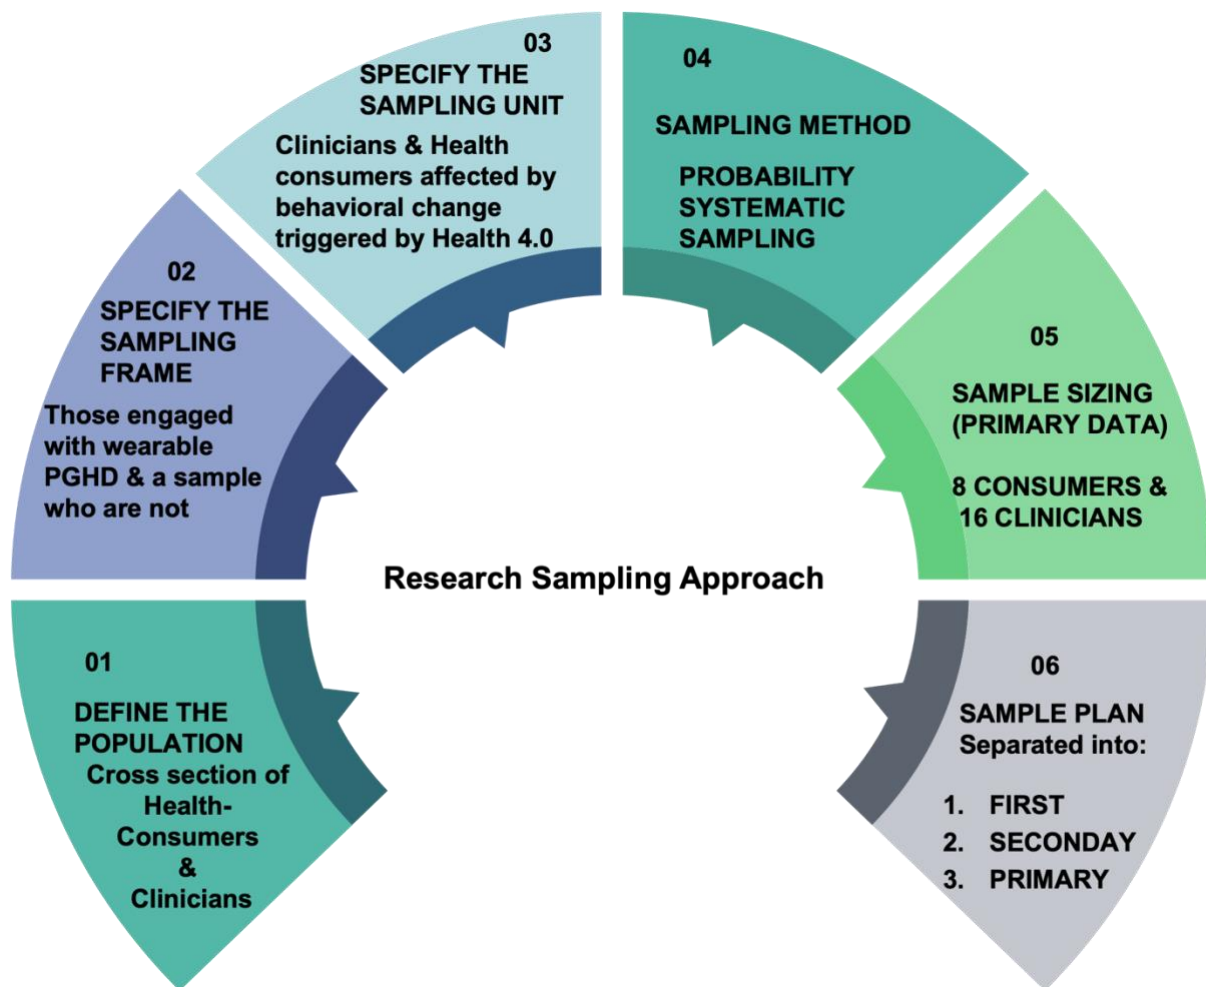 01
DEFINE THE
POPULATION
Cross section of
Health-
Consumers
&
Clinicians
02
SPECIFY THE
SAMPLING
FRAME
Those engaged
with wearable
PGHD & a sample
who are not
03
SPECIFY THE
SAMPLING UNIT
Clinicians & Health
consumers affected by
behavioral change
triggered by Health 4.0
04
SAMPLING METHOD
PROBABILITY
SYSTEMATIC
SAMPLING
05
SAMPLE SIZING
(PRIMARY DATA)
8 CONSUMERS &
16 CLINICIANS
06
SAMPLE PLAN
Separated into:
1. FIRST
2. SECONDAY
3. PRIMARY
Research Sampling Approach